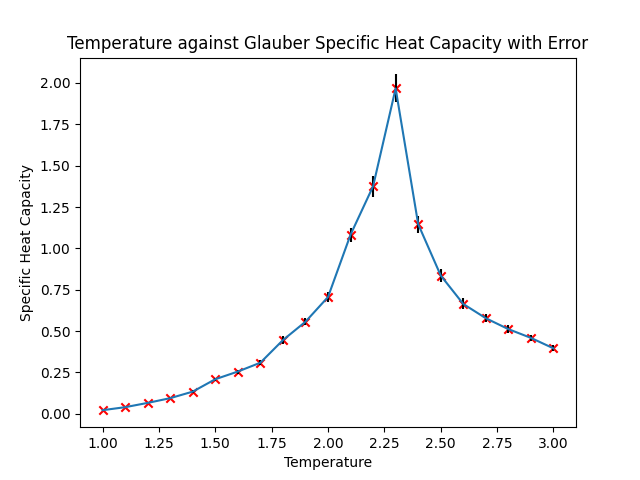 Temperature against Glauber Specific Heat Capacity with Error
Specific Heat Capacity
2.00
1.75
1.50
1.25
1.00
0.75
0.50
0.25
0.00
1.00 1.25 1.50 1.75 2.00 2.25 2.50 2.75 3.00
Temperature